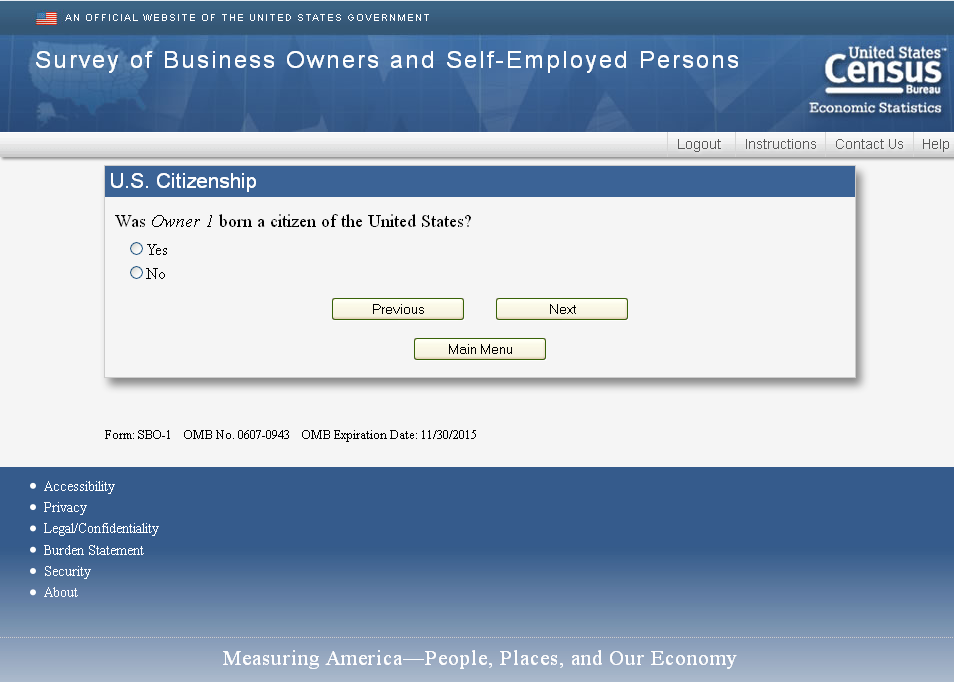 AN OFFICIAL WEBSITE OF THE UNITED STATES GOVERNMENT
Survey of Business Owners and Self-Employed Persons
United States™
Census
Bureau
Economic Statistics
Logout Instructions Contact Us Help
U.S. Citizenship
Was Owner 1 born a citizen of the United States?
Yes
No
Previous Next
Main Menu
Form: SBO-1 OMB No. 0607-0943 OMB Expiration Date: 11/30/2015
Accessibility
Privacy
Legal/Confidentiality
Burden Statement
Security
About
Measuring America—People, Places, and Our Economy